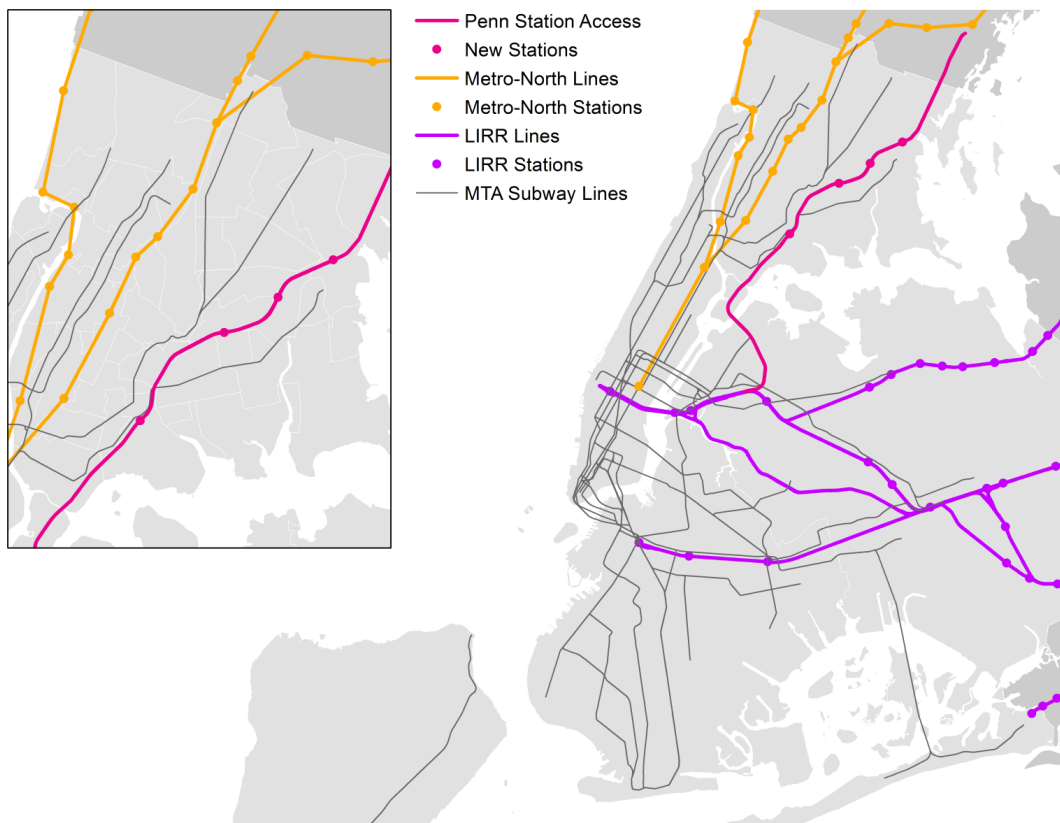 Penn Station Access
New Stations
Metro-North Lines
Metro-North Stations
LIRR Lines
LIRR Stations
MTA Subway Lines